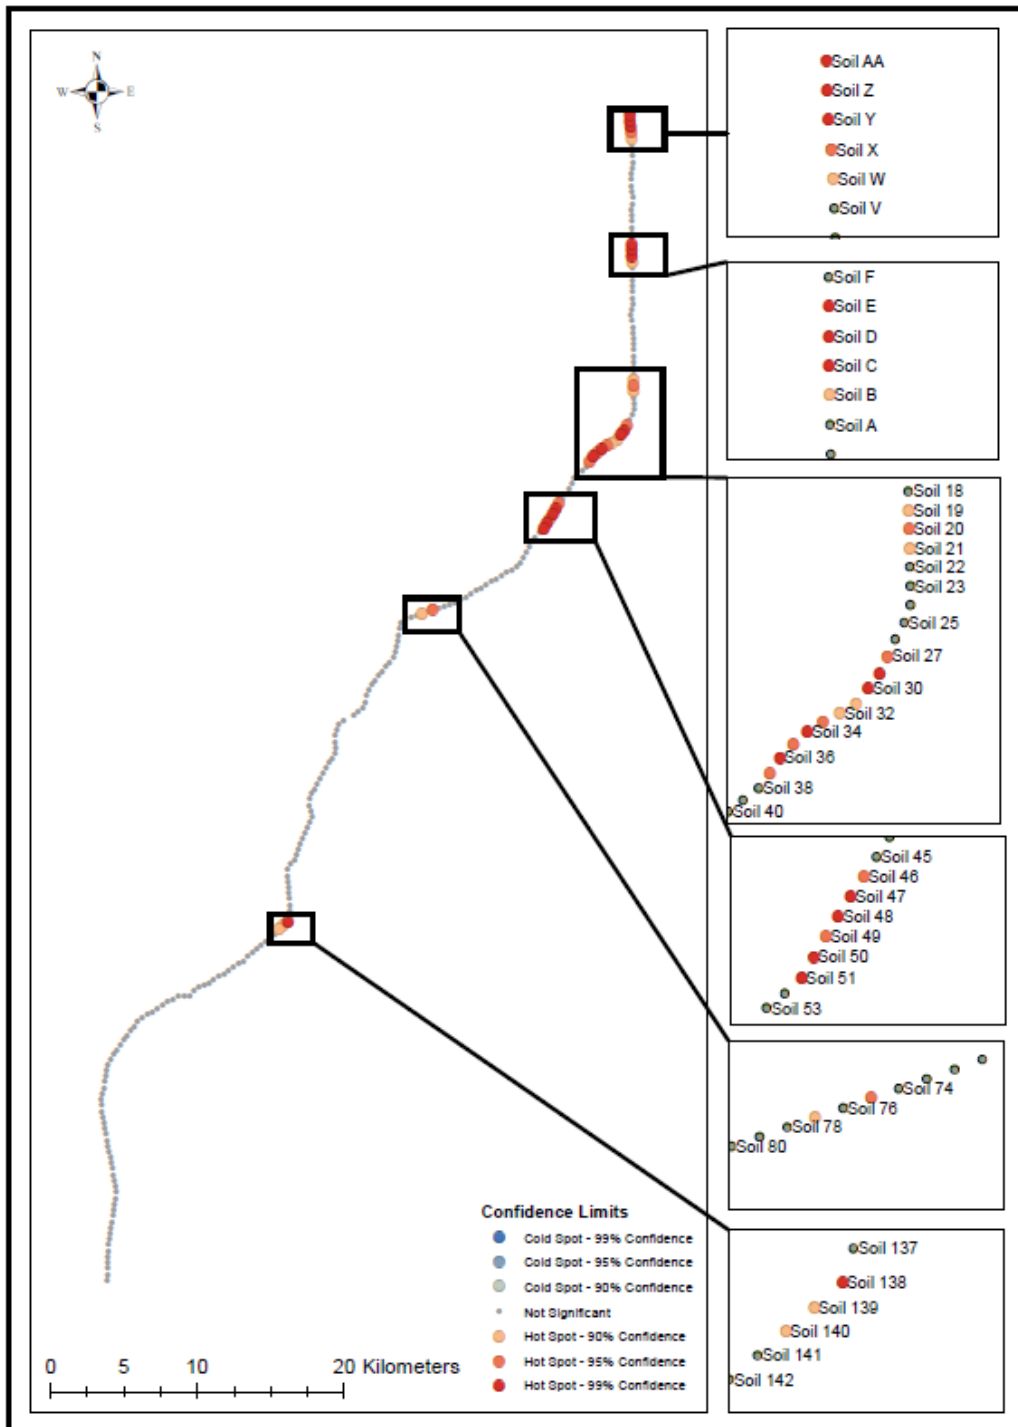 N
W E
S
Soil AA
Soil Z
Soil Y
Soil X
Soil W
Soil V
Soil F
Soil E
Soil D
Soil C
Soil B
Soil A
Soil 18
Soil 19
Soil 20
Soil 21
Soil 22
Soil 23
Soil 25
Soil 27
Soil 30
Soil 32
Soil 34
Soil 36
Soil 38
Soil 40
Soil 45
Soil 46
Soil 47
Soil 48
Soil 49
Soil 50
Soil 51
Soil 53
Soil 74
Soil 76
Soil 78
Soil 80
Soil 137
Soil 138
Soil 139
Soil 140
Soil 141
Soil 142
Confidence Limits
Cold Spot - 99% Confidence
Cold Spot - 95% Confidence
Cold Spot - 90% Confidence
Not Significant
Hot Spot - 90% Confidence
Hot Spot - 95% Confidence
Hot Spot - 99% Confidence
0 5 10 20 Kilometers